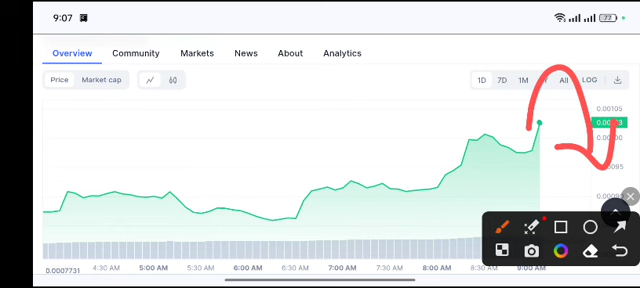 9:07
77
Overview Community Markets News About Analytics
Price Market cap
1D 7D 1M All LOG
0.00105
0.00100
0.0007731 4:30 AM 5:00 AM 5:30 AM 6:00 AM 6:30 AM 7:00 AM 7:30 AM 8:00 AM 8:30 AM 9:00 AM